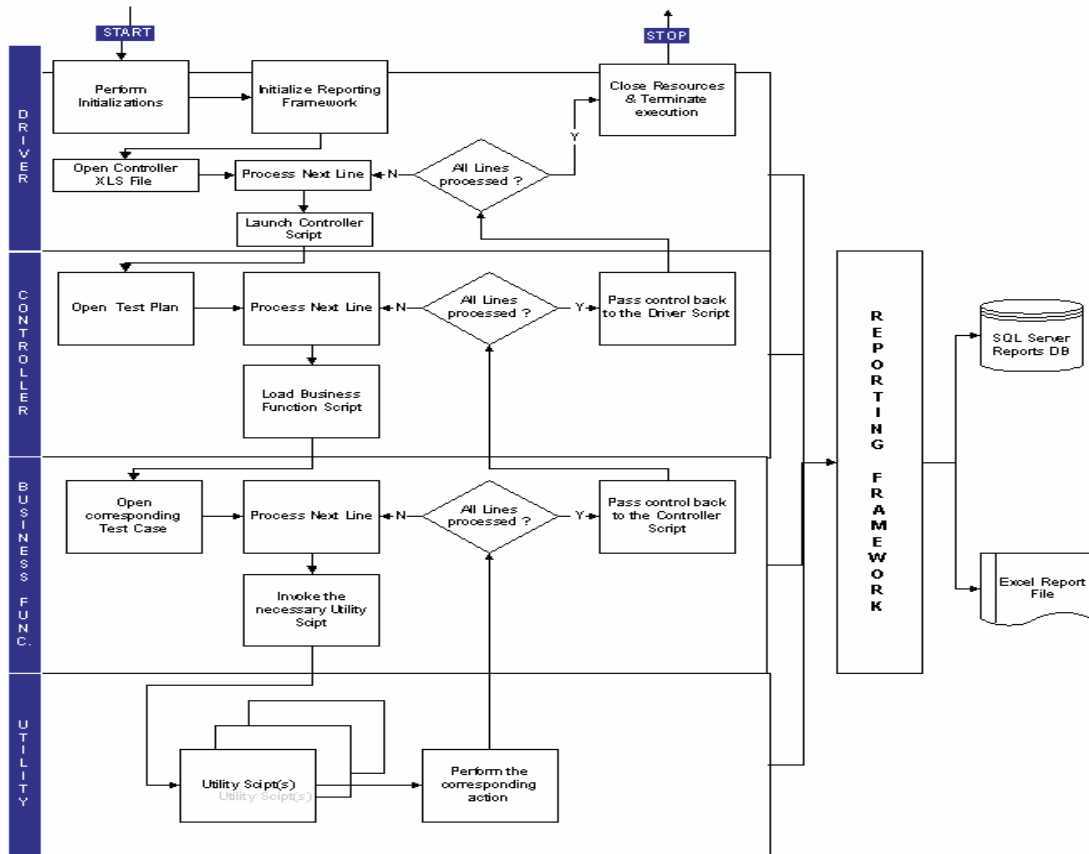 START
STOP
DRIVER
Perform
Initializations
Initialize Reporting
Framework
Close Resources
& Terminate
execution
Y
Open Controller
XLS File
Process Next Line
N
All Lines
processed ?
Launch Controller
Script
CONTROLLER
Open Test Plan
Process Next Line
N
All Lines
processed ?
Y
Pass control back
to the Driver Script
Load Business
Function Script
BUSINESS FUNC.
Open
corresponding
Test Case
Process Next Line
N
All Lines
processed ?
Y
Pass control back
to the Controller
Script
Invoke the
necessary Utility
Scipt
UTILITY
Utility Scipt(s)
Utility Scipt(s)
Perform the
corresponding
action
REPORTING FRAMEWORK
SQL Server
Reports DB
Excel Report
File